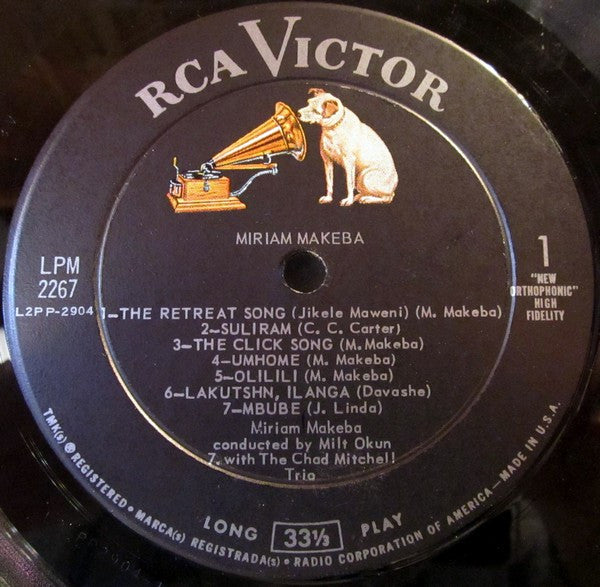 RCA VICTOR
MIRIAM MAKEBA
LPM
2267
L2PP-2904
1
"NEW
ORTHOPHONIC"
HIGH
FIDELITY
1—THE RETREAT SONG (Jikele Maweni) (M. Makeba)
2—SULIRAM (C. C. Carter)
3—THE CLICK SONG (M. Makeba)
4—UMHOME (M. Makeba)
5—OLILILI (M. Makeba)
6—LAKUTSHN, ILANGA (Davashe)
7—MBUBE (J. Linda)
Miriam Makeba
conducted by Milt Okun
7. with The Chad Mitchell
Trio
LONG 33⅓ PLAY
TMK(s) ® REGISTERED • MARCA(s) REGISTRADA(s) • RADIO CORPORATION OF AMERICA—MADE IN U.S.A.